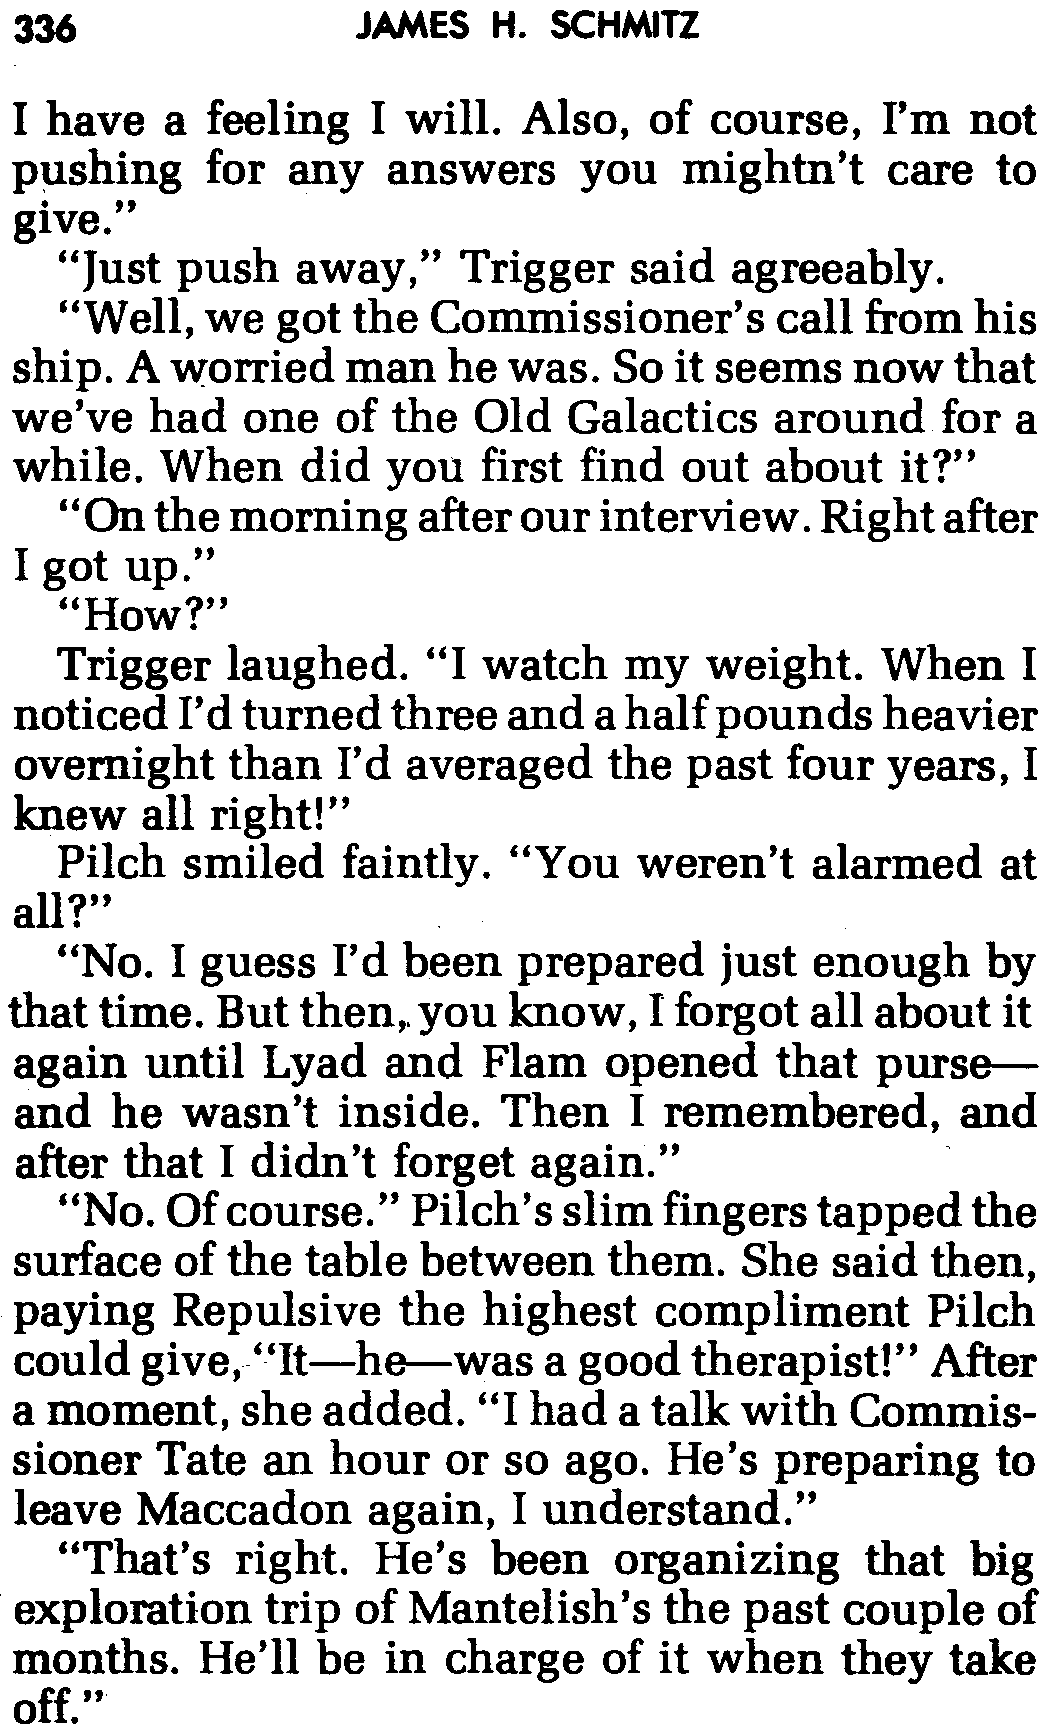 336 JAMES H. SCHMITZ
I have a feeling I will. Also, of course, I'm not
pushing for any answers you mightn't care to
give."
"Just push away," Trigger said agreeably.
"Well, we got the Commissioner's call from his
ship. A worried man he was. So it seems now that
we've had one of the Old Galactics around for a
while. When did you first find out about it?"
"On the morning after our interview. Right after
I got up."
"How?"
Trigger laughed. "I watch my weight. When I
noticed I'd turned three and a half pounds heavier
overnight than I'd averaged the past four years, I
knew all right!"
Pilch smiled faintly. "You weren't alarmed at
all?"
"No. I guess I'd been prepared just enough by
that time. But then, you know, I forgot all about it
again until Lyad and Flam opened that purse—
and he wasn't inside. Then I remembered, and
after that I didn't forget again."
"No. Of course." Pilch's slim fingers tapped the
surface of the table between them. She said then,
paying Repulsive the highest compliment Pilch
could give, "It—he—was a good therapist!" After
a moment, she added. "I had a talk with Commis-
sioner Tate an hour or so ago. He's preparing to
leave Maccadon again, I understand."
"That's right. He's been organizing that big
exploration trip of Mantelish's the past couple of
months. He'll be in charge of it when they take
off."